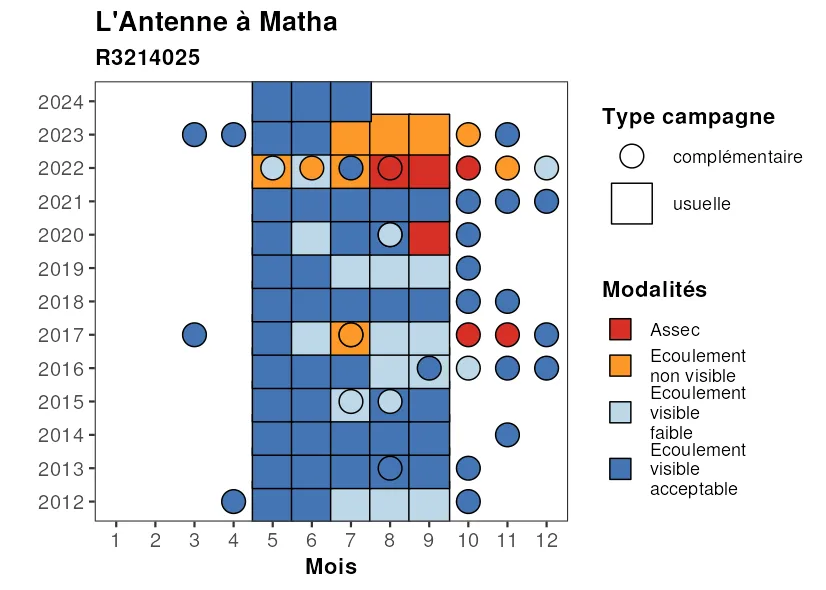 L'Antenne à Matha
R3214025
2024
2023
2022
2021
2020
2019
2018
2017
2016
2015
2014
2013
2012
1 2 3 4 5 6 7 8 9 10 11 12
Mois
Type campagne
complémentaire
usuelle
Modalités
Assec
Ecoulement
non visible
Ecoulement
visible
faible
Ecoulement
visible
acceptable